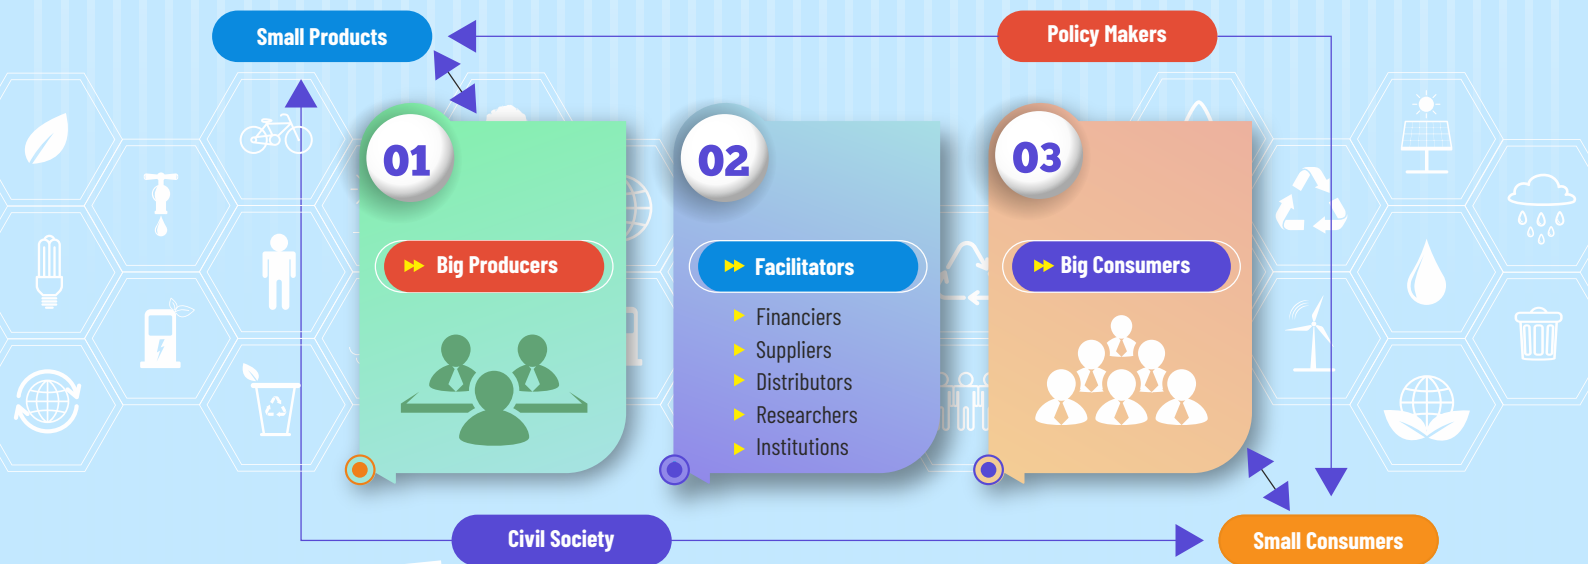 Small Products
Policy Makers
01
02
03
Big Producers
Facilitators
Big Consumers
Financiers
Suppliers
Distributors
Researchers
Institutions
Civil Society
Small Consumers